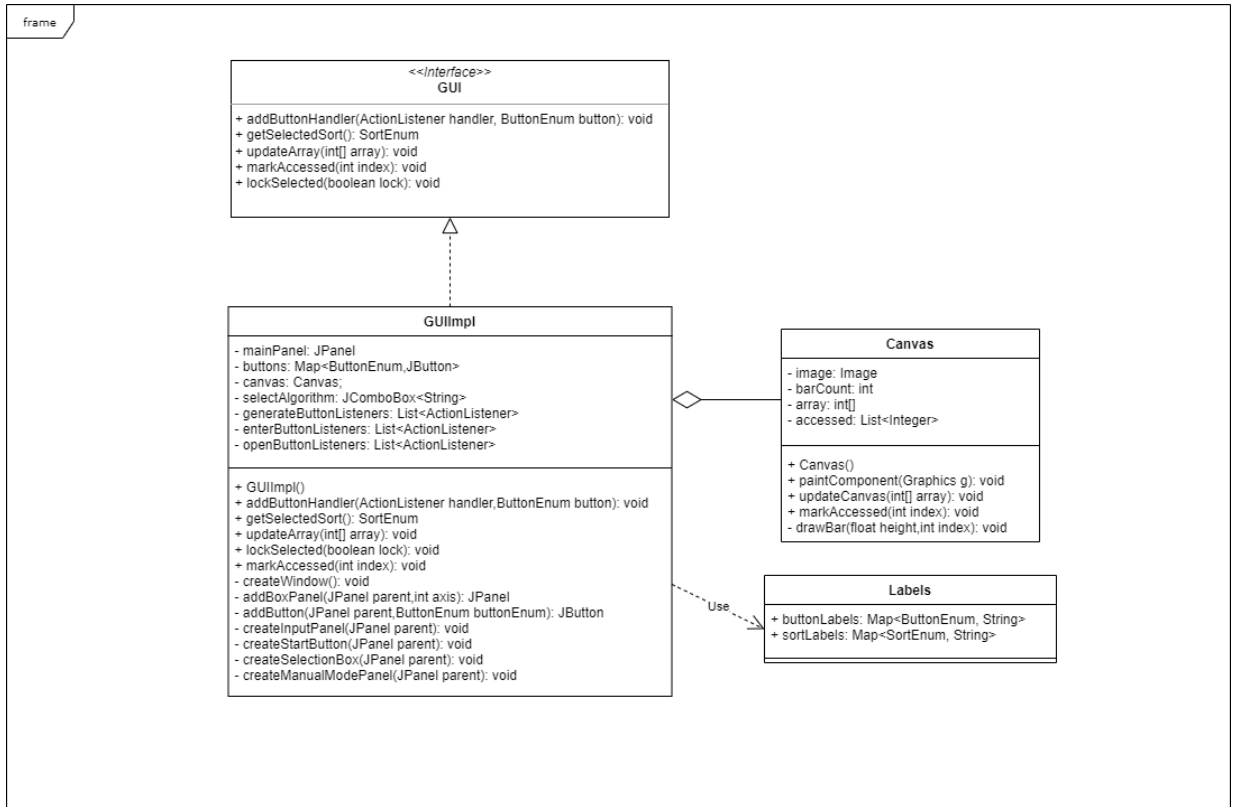 frame
<<Interface>>
GUI
+ addButtonHandler(ActionListener handler, ButtonEnum button): void
+ getSelectedSort(): SortEnum
+ updateArray(int[] array): void
+ markAccessed(int index): void
+ lockSelected(boolean lock): void
GUIImpl
- mainPanel: JPanel
- buttons: Map<ButtonEnum,JButton>
- canvas: Canvas;
- selectAlgorithm: JComboBox<String>
- generateButtonListeners: List<ActionListener>
- enterButtonListeners: List<ActionListener>
- openButtonListeners: List<ActionListener>
+ GUIImpl()
+ addButtonHandler(ActionListener handler,ButtonEnum button): void
+ getSelectedSort(): SortEnum
+ updateArray(int[] array): void
+ lockSelected(boolean lock): void
+ markAccessed(int index): void
- createWindow(): void
- addBoxPanel(JPanel parent,int axis): JPanel
- addButton(JPanel parent,ButtonEnum buttonEnum): JButton
- createInputPanel(JPanel parent): void
- createStartButton(JPanel parent): void
- createSelectionBox(JPanel parent): void
- createManualModePanel(JPanel parent): void
Canvas
- image: Image
- barCount: int
- array: int[]
- accessed: List<Integer>
+ Canvas()
+ paintComponent(Graphics g): void
+ updateCanvas(int[] array): void
+ markAccessed(int index): void
- drawBar(float height,int index): void
Use
Labels
+ buttonLabels: Map<ButtonEnum, String>
+ sortLabels: Map<SortEnum, String>